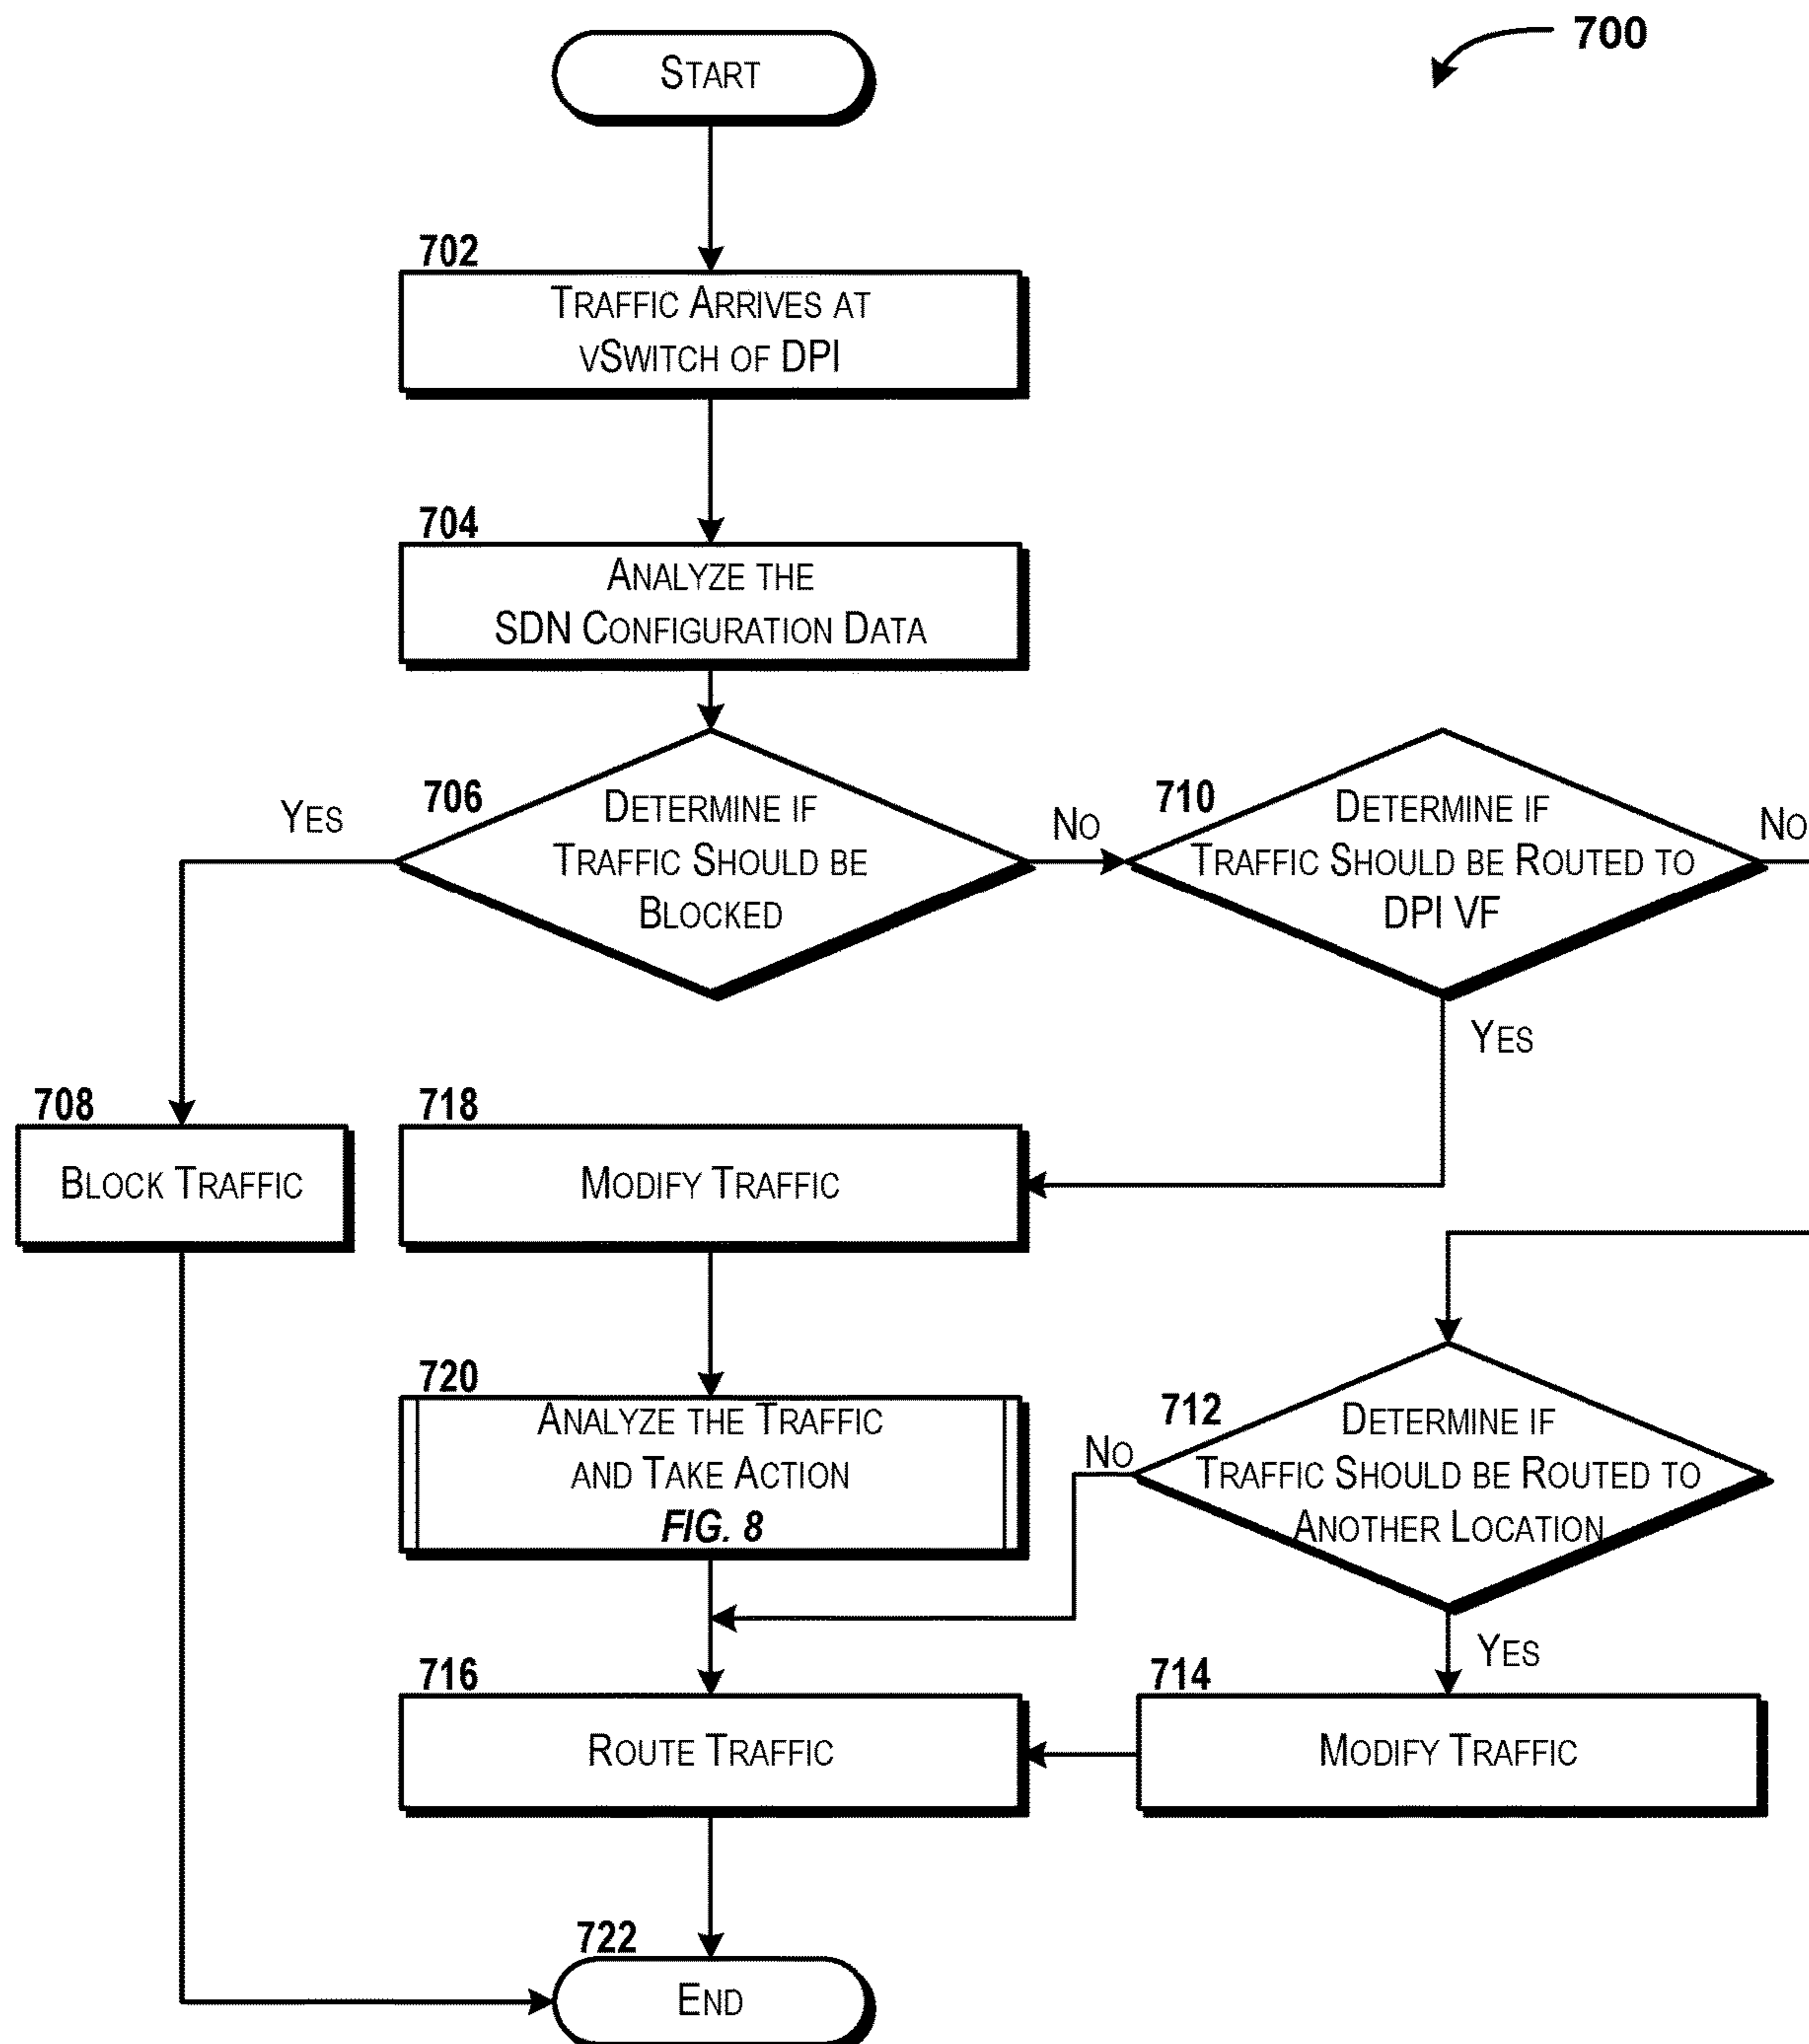 700
START
702
TRAFFIC ARRIVES AT
VSWITCH OF DPI
704
ANALYZE THE
SDN CONFIGURATION DATA
YES
706
DETERMINE IF
TRAFFIC SHOULD BE
BLOCKED
NO
710
DETERMINE IF
TRAFFIC SHOULD BE ROUTED TO
DPI VF
NO
YES
708
BLOCK TRAFFIC
718
MODIFY TRAFFIC
720
ANALYZE THE TRAFFIC
AND TAKE ACTION
FIG. 8
NO
712
DETERMINE IF
TRAFFIC SHOULD BE ROUTED TO
ANOTHER LOCATION
YES
716
ROUTE TRAFFIC
714
MODIFY TRAFFIC
722
END